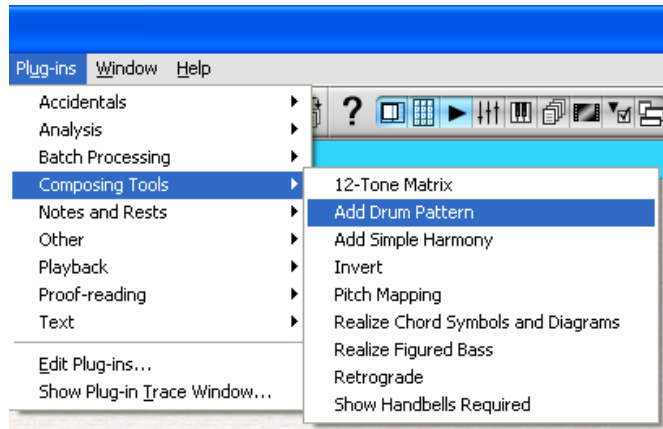 Plug-ins Window Help
Accidentals
Analysis
Batch Processing
Composing Tools
Notes and Rests
Other
Playback
Proof-reading
Text
Edit Plug-ins...
Show Plug-in Trace Window...
?
12-Tone Matrix
Add Drum Pattern
Add Simple Harmony
Invert
Pitch Mapping
Realize Chord Symbols and Diagrams
Realize Figured Bass
Retrograde
Show Handbells Required